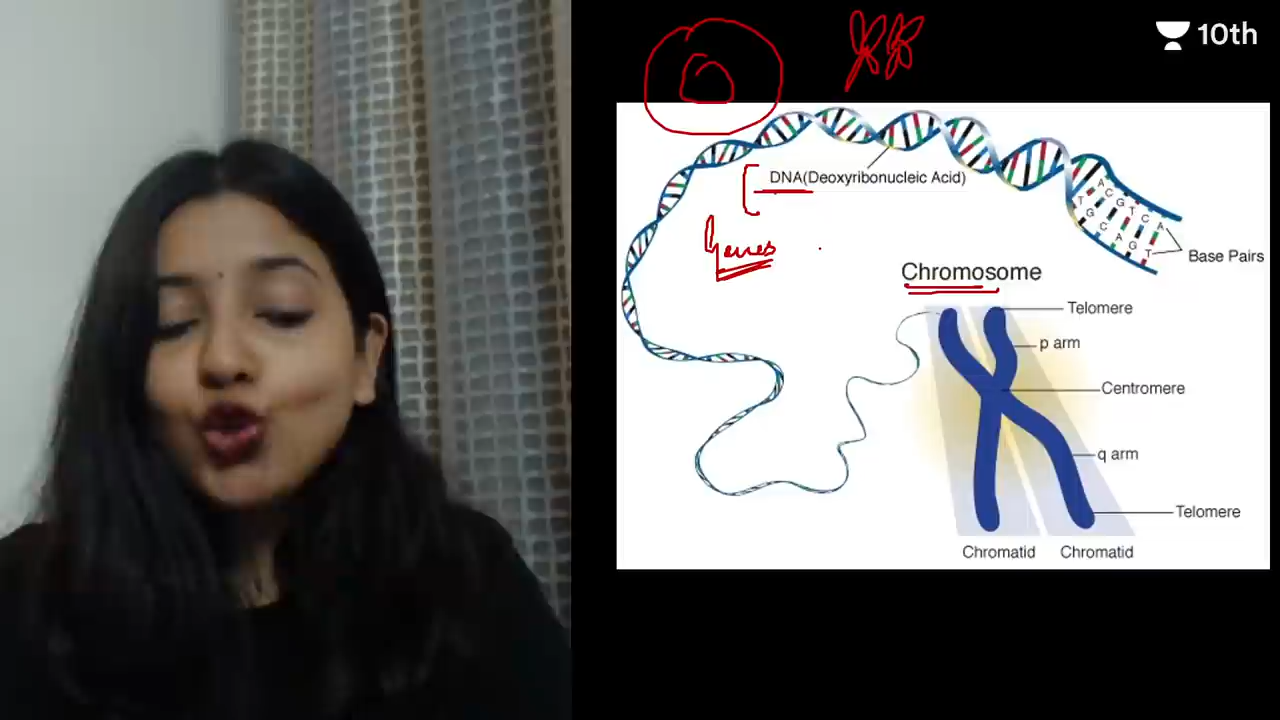 10th
DNA(Deoxyribonucleic Acid)
A
C
G
T
C
A
T
G
C
A
G
T
Base Pairs
Genes
Chromosome
Telomere
p arm
Centromere
q arm
Telomere
Chromatid Chromatid